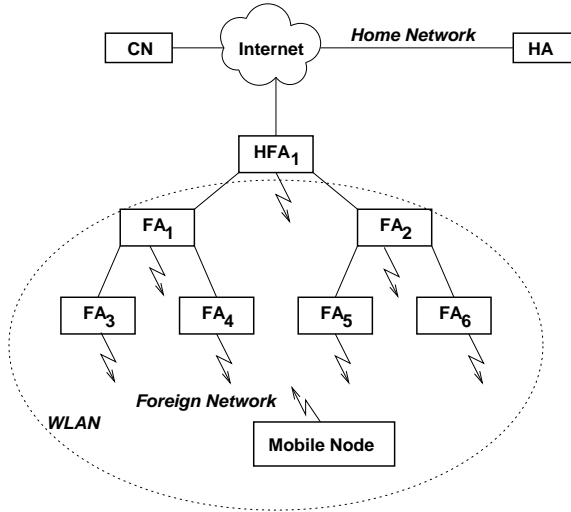 CN
Internet
Home Network
HA
HFA1
FA1
FA2
FA3
FA4
FA5
FA6
Foreign Network
WLAN
Mobile Node